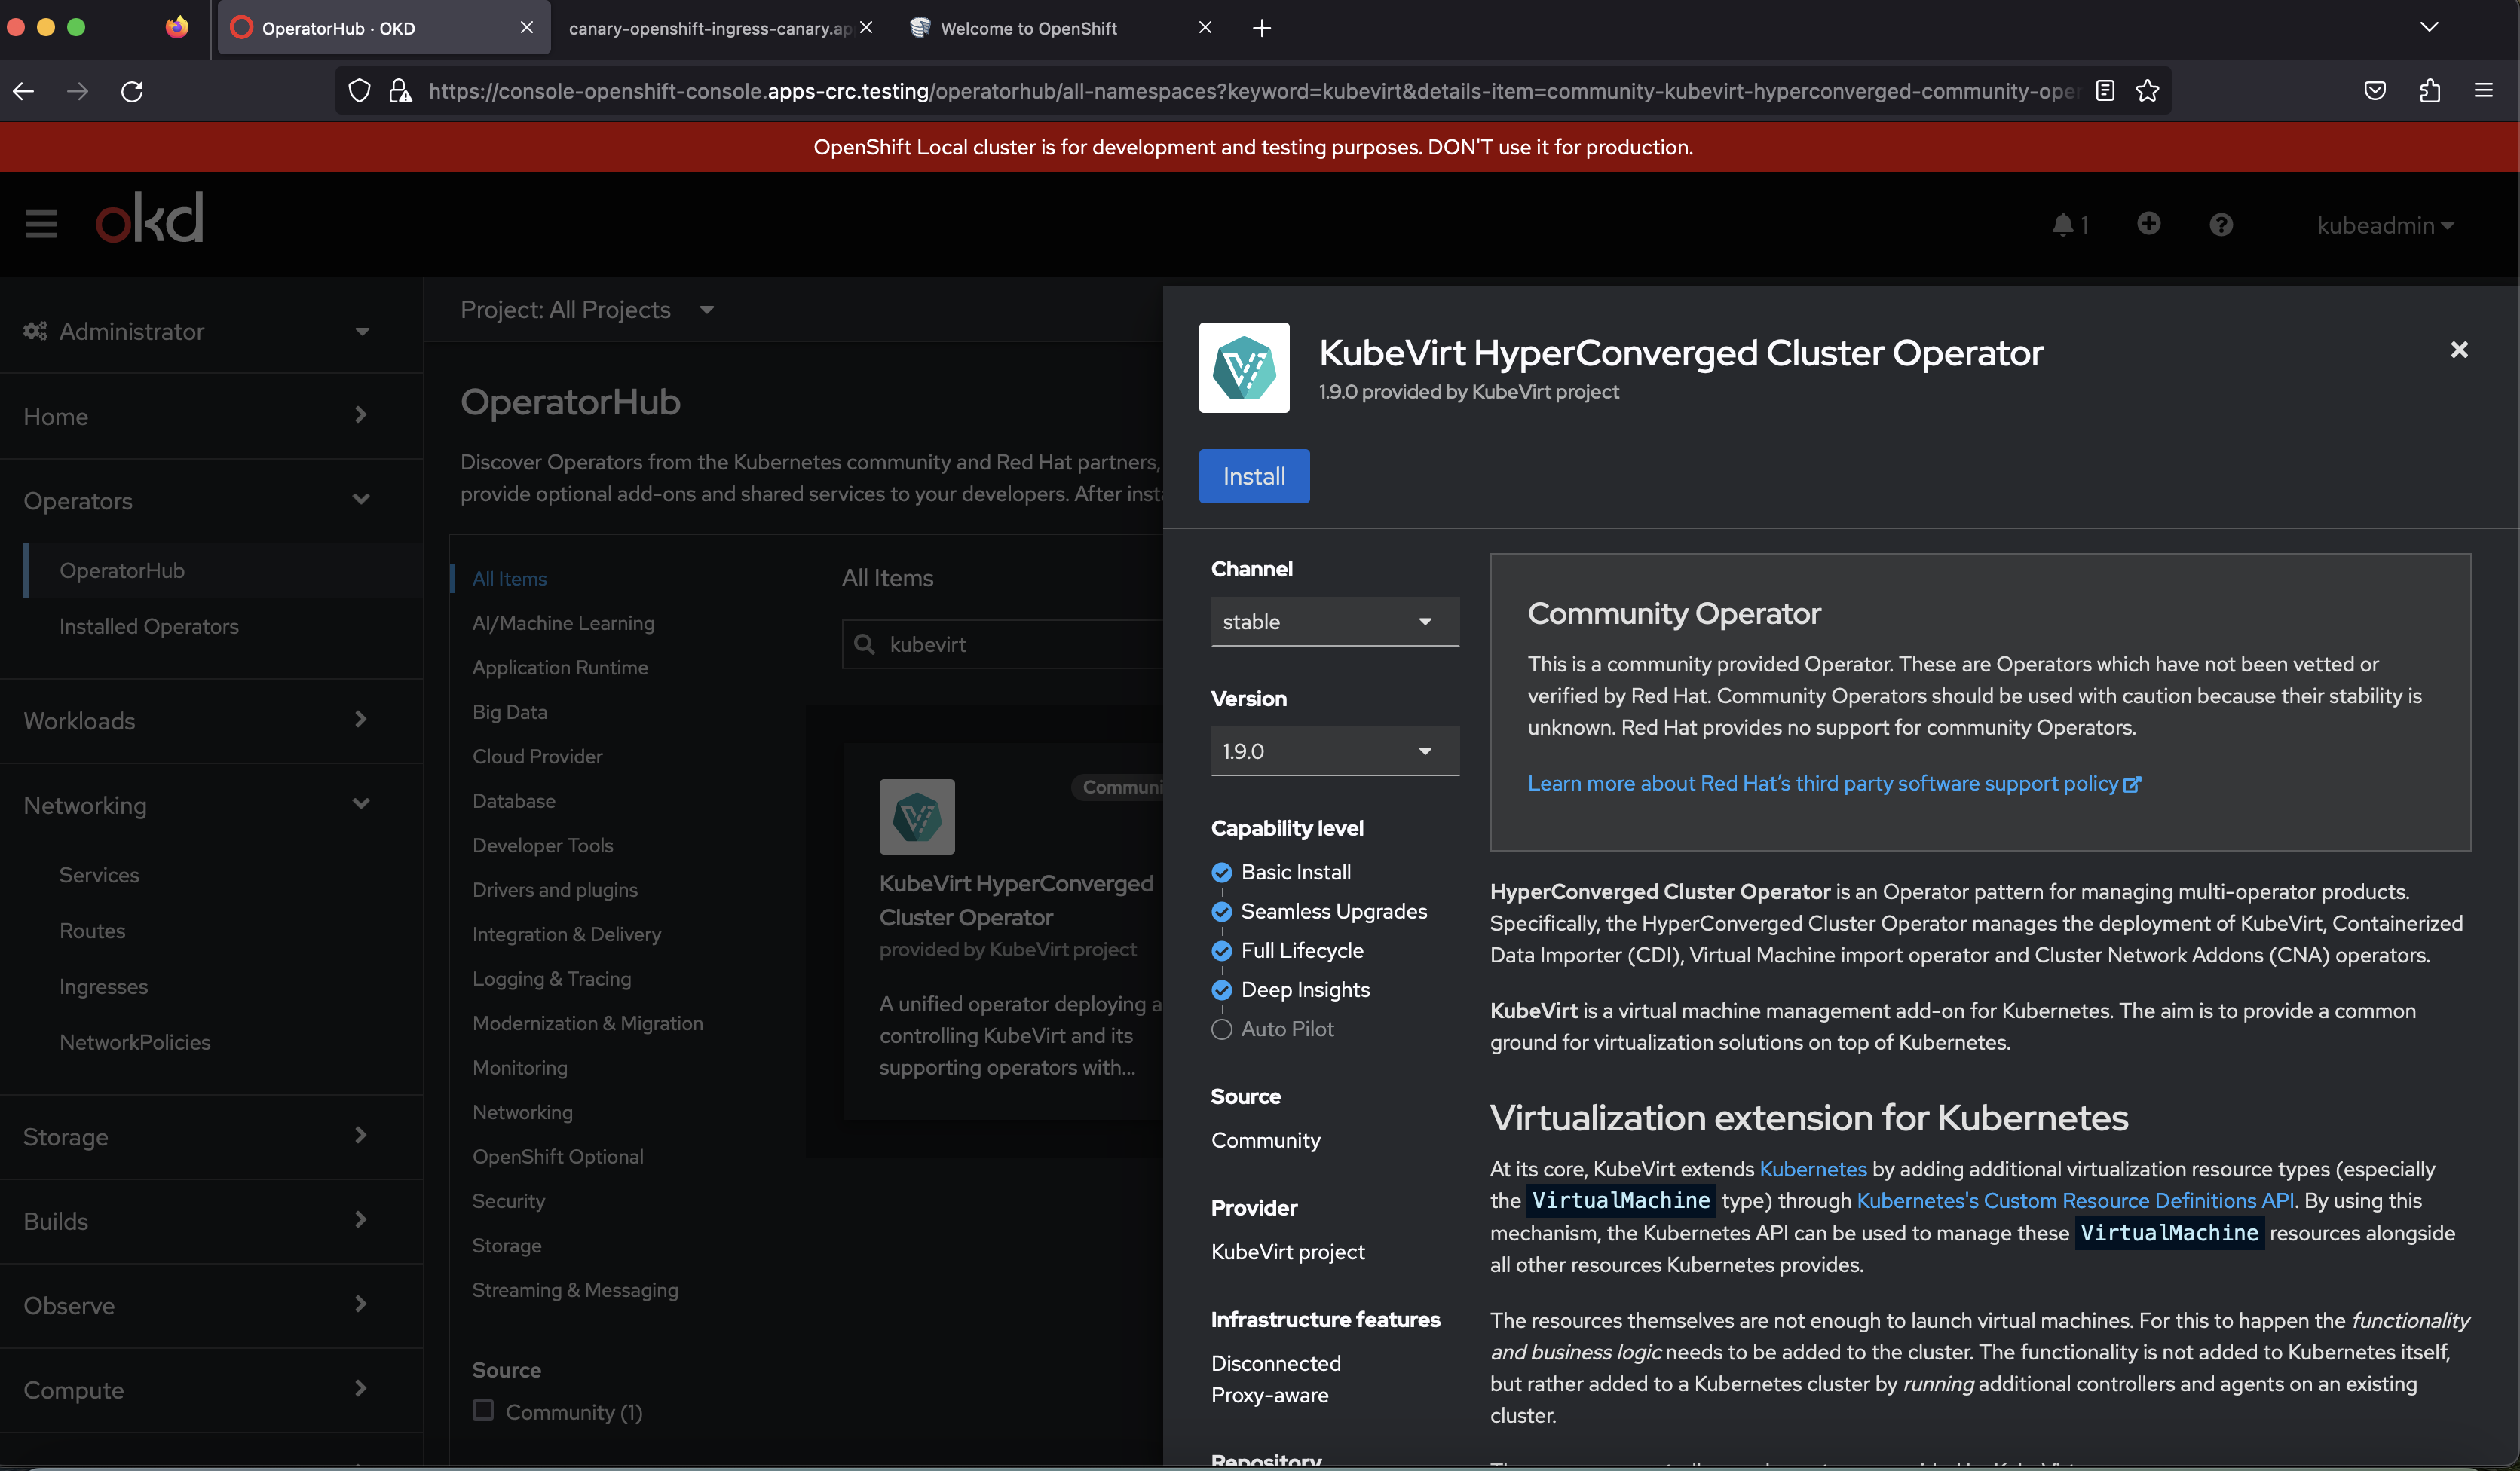 OperatorHub · OKD
canary-openshift-ingress-canary.ap
Welcome to OpenShift
https://console-openshift-console.apps-crc.testing/operatorhub/all-namespaces?keyword=kubevirt&details-item=community-kubevirt-hyperconverged-community-oper
OpenShift Local cluster is for development and testing purposes. DON'T use it for production.
okd
1
kubeadmin
Administrator
Home
Operators
OperatorHub
Installed Operators
Workloads
Networking
Services
Routes
Ingresses
NetworkPolicies
Storage
Builds
Observe
Compute
Project: All Projects
OperatorHub
Discover Operators from the Kubernetes community and Red Hat partners,
provide optional add-ons and shared services to your developers. After insta
All Items
AI/Machine Learning
Application Runtime
Big Data
Cloud Provider
Database
Developer Tools
Drivers and plugins
Integration & Delivery
Logging & Tracing
Modernization & Migration
Monitoring
Networking
OpenShift Optional
Security
Storage
Streaming & Messaging
Source
Community (1)
All Items
kubevirt
Communi
KubeVirt HyperConverged
Cluster Operator
provided by KubeVirt project
A unified operator deploying a
controlling KubeVirt and its
supporting operators with...
KubeVirt HyperConverged Cluster Operator
1.9.0 provided by KubeVirt project
Install
Channel
stable
Version
1.9.0
Capability level
Basic Install
Seamless Upgrades
Full Lifecycle
Deep Insights
Auto Pilot
Source
Community
Provider
KubeVirt project
Infrastructure features
Disconnected
Proxy-aware
Repository
Community Operator
This is a community provided Operator. These are Operators which have not been vetted or
verified by Red Hat. Community Operators should be used with caution because their stability is
unknown. Red Hat provides no support for community Operators.
Learn more about Red Hat's third party software support policy
HyperConverged Cluster Operator is an Operator pattern for managing multi-operator products.
Specifically, the HyperConverged Cluster Operator manages the deployment of KubeVirt, Containerized
Data Importer (CDI), Virtual Machine import operator and Cluster Network Addons (CNA) operators.
KubeVirt is a virtual machine management add-on for Kubernetes. The aim is to provide a common
ground for virtualization solutions on top of Kubernetes.
Virtualization extension for Kubernetes
At its core, KubeVirt extends Kubernetes by adding additional virtualization resource types (especially
the VirtualMachine type) through Kubernetes's Custom Resource Definitions API. By using this
mechanism, the Kubernetes API can be used to manage these VirtualMachine resources alongside
all other resources Kubernetes provides.
The resources themselves are not enough to launch virtual machines. For this to happen the functionality
and business logic needs to be added to the cluster. The functionality is not added to Kubernetes itself,
but rather added to a Kubernetes cluster by running additional controllers and agents on an existing
cluster.